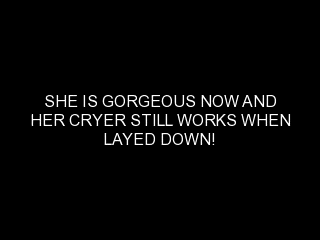 SHE IS GORGEOUS NOW AND
HER CRYER STILL WORKS WHEN
LAYED DOWN!